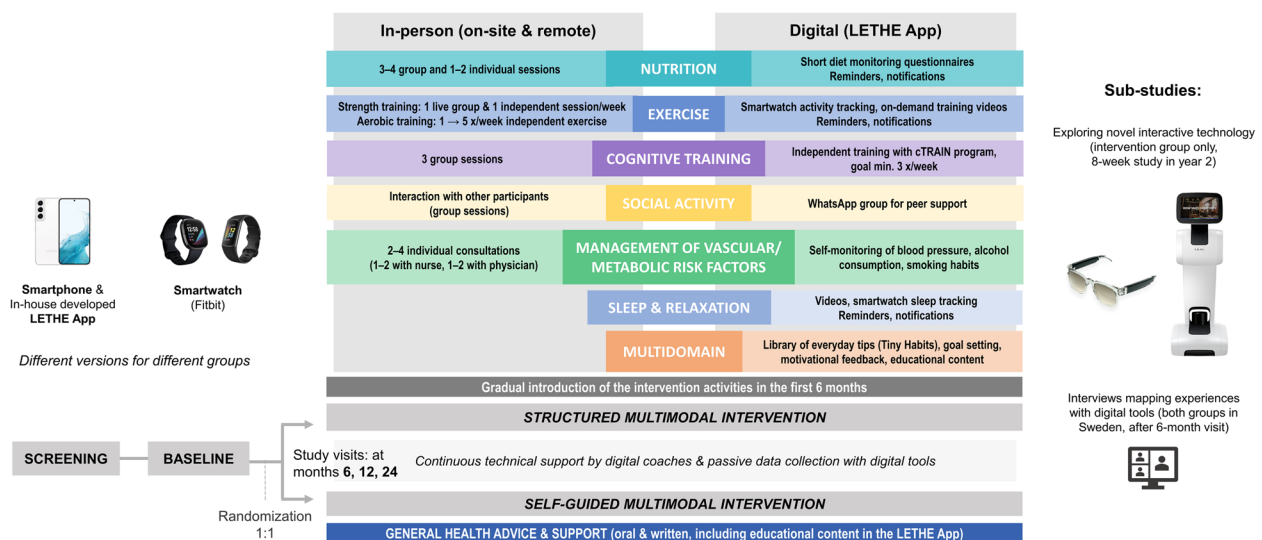 In-person (on-site & remote)
Digital (LETHE App)
3–4 group and 1–2 individual sessions
NUTRITION
Short diet monitoring questionnaires
Reminders, notifications
Strength training: 1 live group & 1 independent session/week
Aerobic training: 1 → 5 x/week independent exercise
EXERCISE
Smartwatch activity tracking, on-demand training videos
Reminders, notifications
3 group sessions
COGNITIVE TRAINING
Independent training with cTRAIN program,
goal min. 3 x/week
Interaction with other participants
(group sessions)
SOCIAL ACTIVITY
WhatsApp group for peer support
2–4 individual consultations
(1–2 with nurse, 1–2 with physician)
MANAGEMENT OF VASCULAR/
METABOLIC RISK FACTORS
Self-monitoring of blood pressure, alcohol
consumption, smoking habits
SLEEP & RELAXATION
Videos, smartwatch sleep tracking
Reminders, notifications
MULTIDOMAIN
Library of everyday tips (Tiny Habits), goal setting,
motivational feedback, educational content
Gradual introduction of the intervention activities in the first 6 months
STRUCTURED MULTIMODAL INTERVENTION
Study visits: at
months 6, 12, 24
Continuous technical support by digital coaches & passive data collection with digital tools
SELF-GUIDED MULTIMODAL INTERVENTION
GENERAL HEALTH ADVICE & SUPPORT (oral & written, including educational content in the LETHE App)
Smartphone &
In-house developed
LETHE App
Smartwatch
(Fitbit)
Different versions for different groups
SCREENING
BASELINE
Randomization
1:1
Sub-studies:
Exploring novel interactive technology
(intervention group only,
8-week study in year 2)
Interviews mapping experiences
with digital tools (both groups in
Sweden, after 6-month visit)